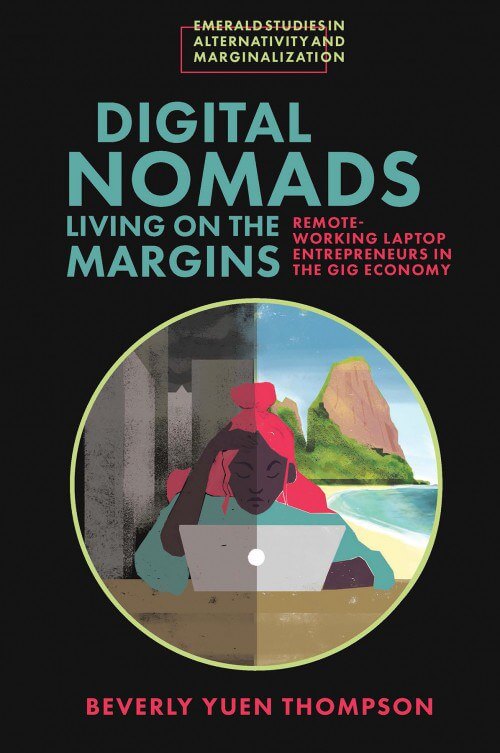 EMERALD STUDIES IN
ALTERNATIVITY AND
MARGINALIZATION
DIGITAL
NOMADS
LIVING ON THE
MARGINS
REMOTE-
WORKING LAPTOP
ENTREPRENEURS IN
THE GIG ECONOMY
BEVERLY YUEN THOMPSON